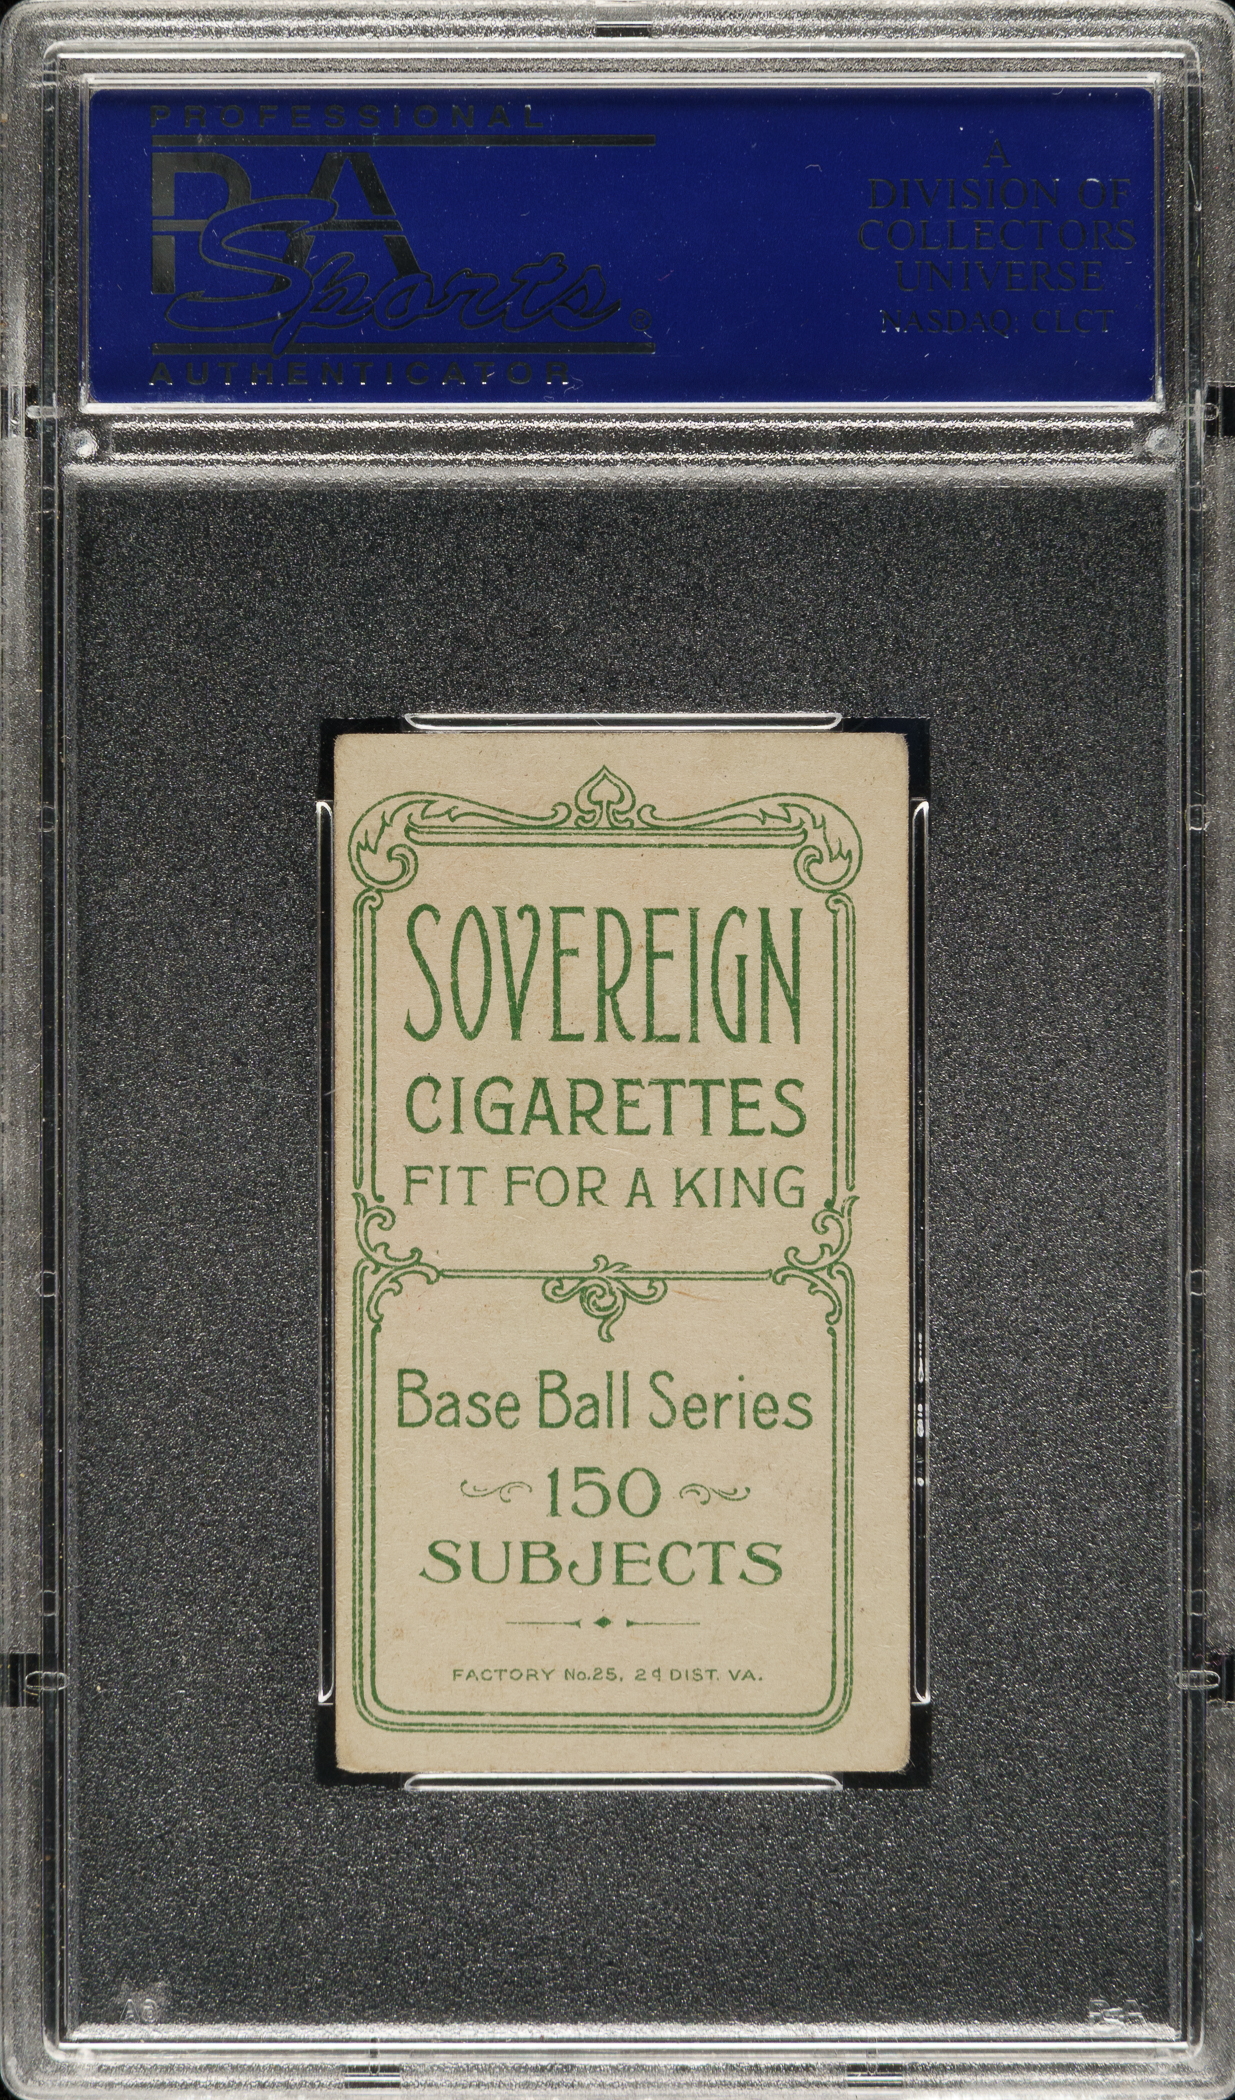 PROFESSIONAL
PSA
Sports ®
AUTHENTICATOR
A
DIVISION OF
COLLECTORS
UNIVERSE
NASDAQ: CLCT
SOVEREIGN
CIGARETTES
FIT FOR A KING
Base Ball Series
150
SUBJECTS
FACTORY No. 25, 2d DIST. VA.
PSA